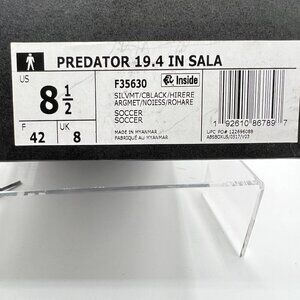 PREDATOR 19.4 IN SALA
US
8 1/2
F
42
UK
8
F35630
Inside
SILVMT/CBLACK/HIRERE
ARGMET/NOIESS/ROHARE
SOCCER
SOCCER
MADE IN MYANMAR
FABRIQUÉ AU MYANMAR
1 92610 86789 7